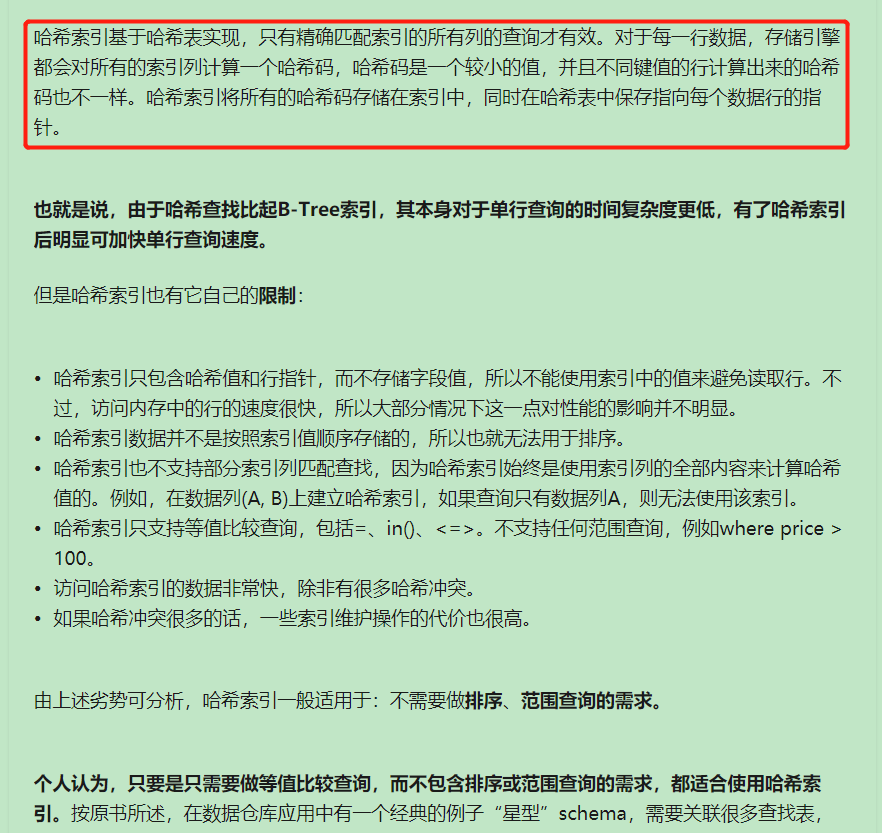 哈希索引基于哈希表实现，只有精确匹配索引的所有列的查询才有效。对于每一行数据，存储引擎
都会对所有的索引列计算一个哈希码，哈希码是一个较小的值，并且不同键值的行计算出来的哈希
码也不一样。哈希索引将所有的哈希码存储在索引中，同时在哈希表中保存指向每个数据行的指
针。
也就是说，由于哈希查找比起B-Tree索引，其本身对于单行查询的时间复杂度更低，有了哈希索引
后明显可加快单行查询速度。
但是哈希索引也有它自己的限制：
• 哈希索引只包含哈希值和行指针，而不存储字段值，所以不能使用索引中的值来避免读取行。不
过，访问内存中的行的速度很快，所以大部分情况下这一点对性能的影响并不明显。
• 哈希索引数据并不是按照索引值顺序存储的，所以也就无法用于排序。
• 哈希索引也不支持部分索引列匹配查找，因为哈希索引始终是使用索引列的全部内容来计算哈希
值的。例如，在数据列(A, B)上建立哈希索引，如果查询只有数据列A，则无法使用该索引。
• 哈希索引只支持等值比较查询，包括=、in()、<=>。不支持任何范围查询，例如where price >
100。
• 访问哈希索引的数据非常快，除非有很多哈希冲突。
• 如果哈希冲突很多的话，一些索引维护操作的代价也很高。
由上述劣势可分析，哈希索引一般适用于：不需要做排序、范围查询的需求。
个人认为，只要是只需要做等值比较查询，而不包含排序或范围查询的需求，都适合使用哈希索
引。按原书所述，在数据仓库应用中有一个经典的例子“星型”schema，需要关联很多查找表，